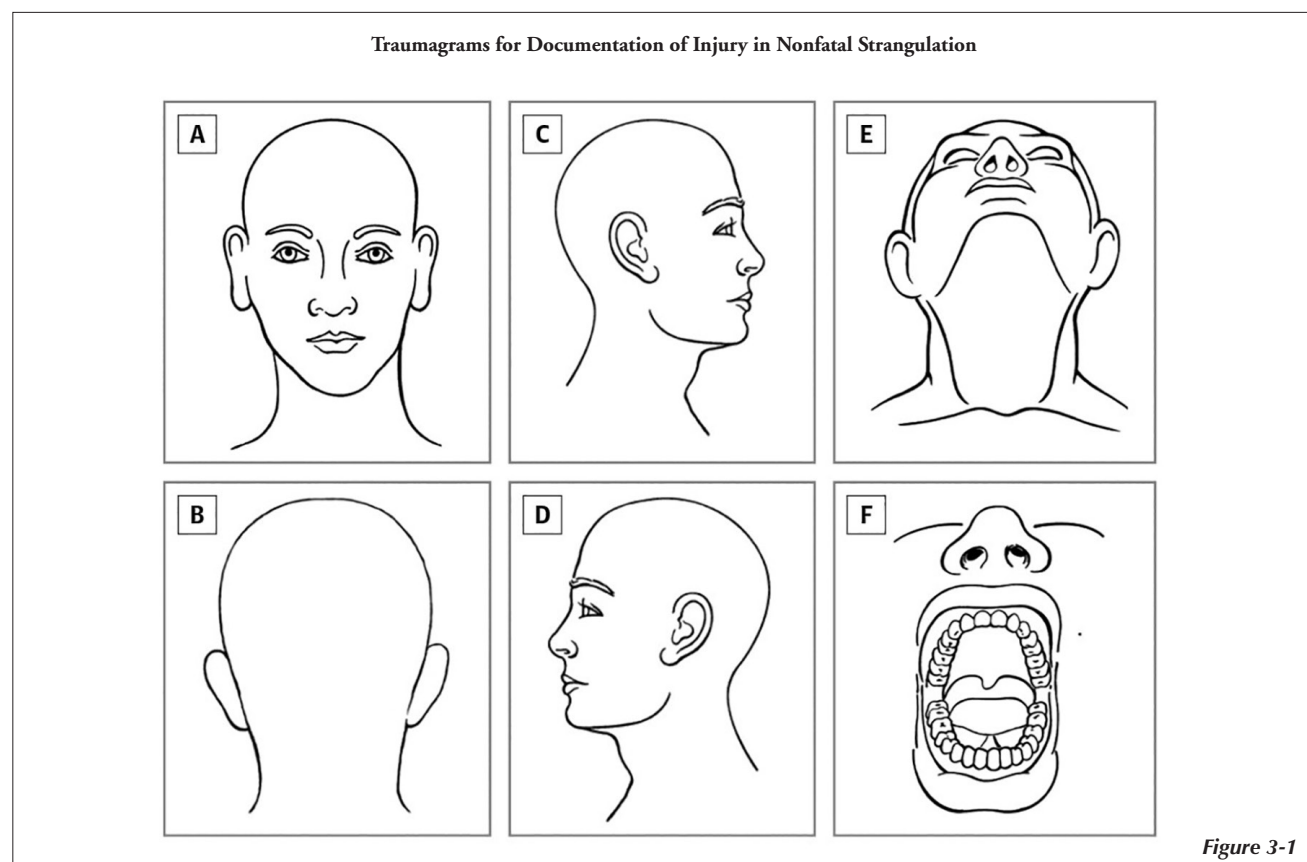 Traumagrams for Documentation of Injury in Nonfatal Strangulation
A
C
E
B
D
F
Figure 3-1